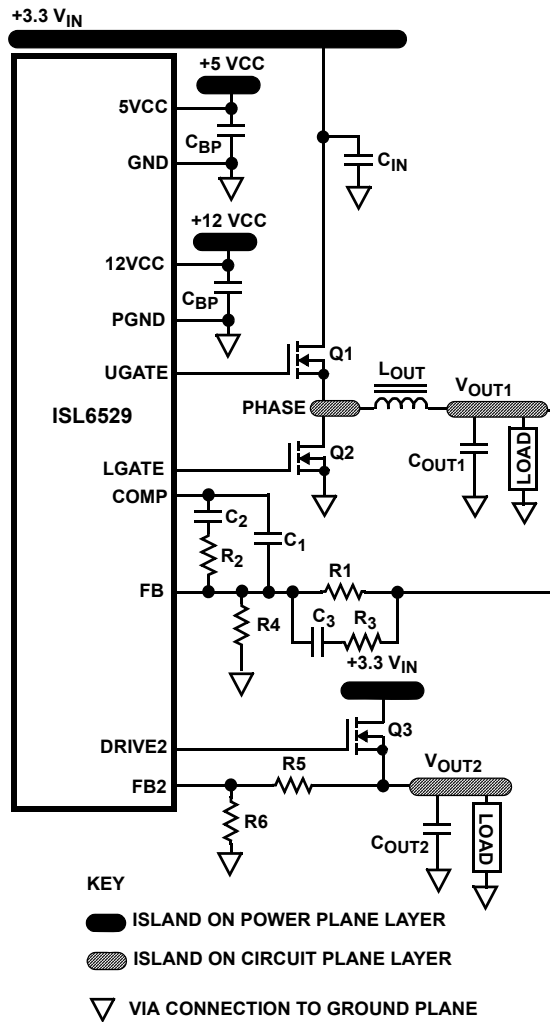 +3.3 VIN
+5 VCC
5VCC
CBP
GND
CIN
+12 VCC
12VCC
CBP
PGND
Q1
UGATE
LOUT
VOUT1
PHASE
ISL6529
Q2
LGATE
COUT1
LOAD
COMP
C2
C1
R2
FB
R1
R4
C3
R3
+3.3 VIN
Q3
DRIVE2
R5
VOUT2
FB2
R6
COUT2
LOAD
KEY
ISLAND ON POWER PLANE LAYER
ISLAND ON CIRCUIT PLANE LAYER
VIA CONNECTION TO GROUND PLANE